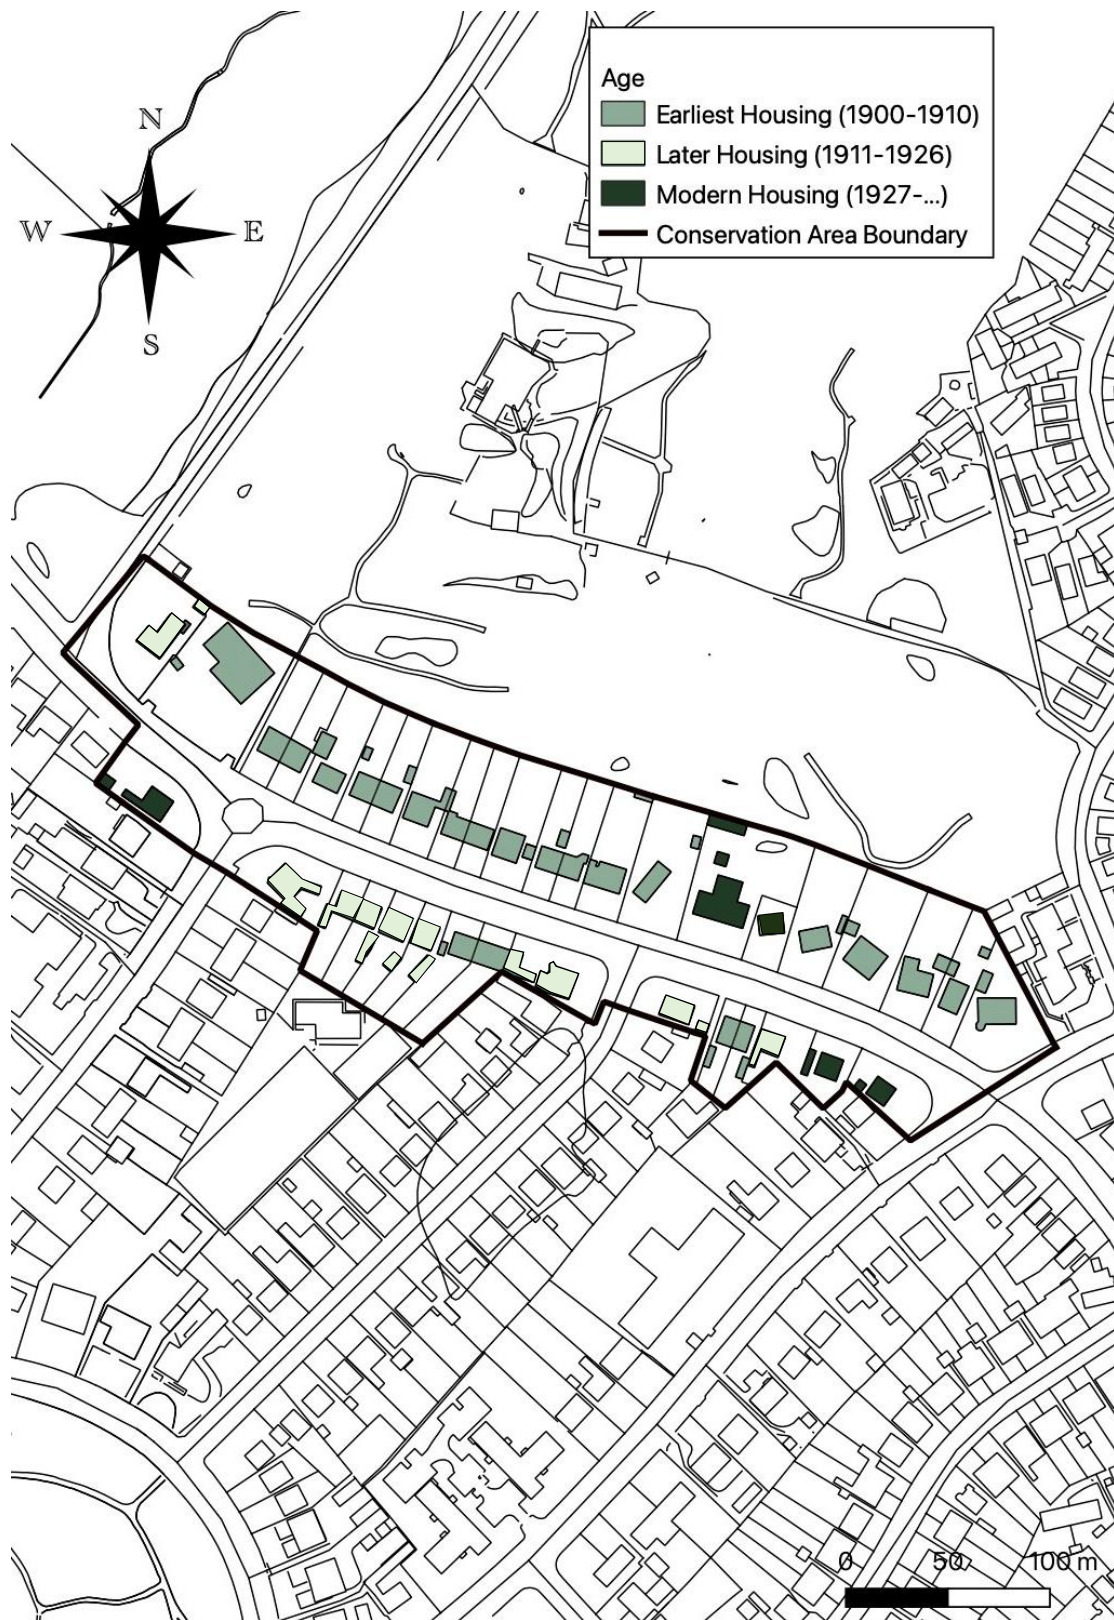 Age
Earliest Housing (1900-1910)
Later Housing (1911-1926)
Modern Housing (1927-...)
Conservation Area Boundary
N
W E
S
0 50 100 m